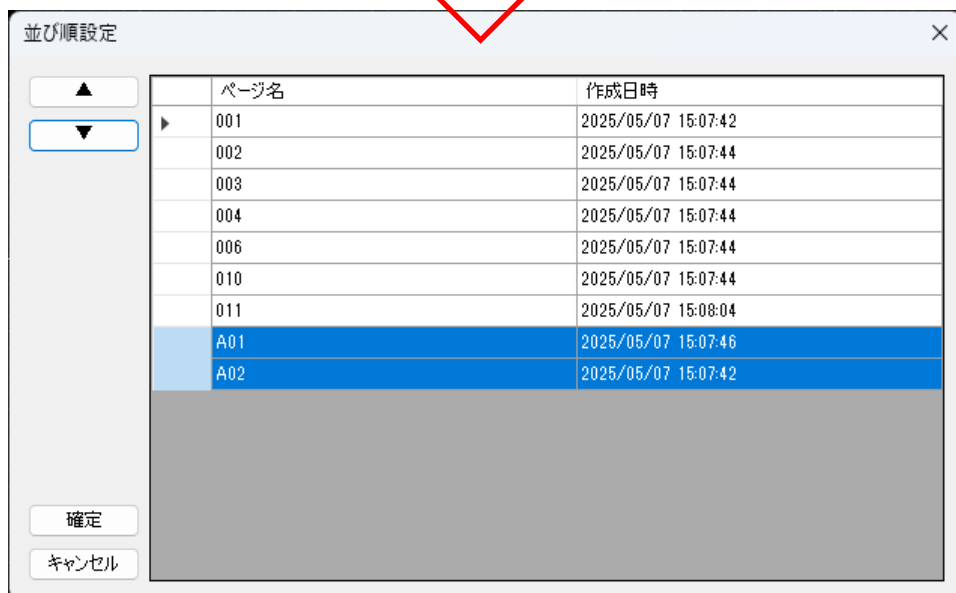 並び順設定
▲
▼
ページ名 作成日時
001 2025/05/07 15:07:42
002 2025/05/07 15:07:44
003 2025/05/07 15:07:44
004 2025/05/07 15:07:44
006 2025/05/07 15:07:44
010 2025/05/07 15:07:44
011 2025/05/07 15:08:04
A01 2025/05/07 15:07:46
A02 2025/05/07 15:07:42
確定
キャンセル